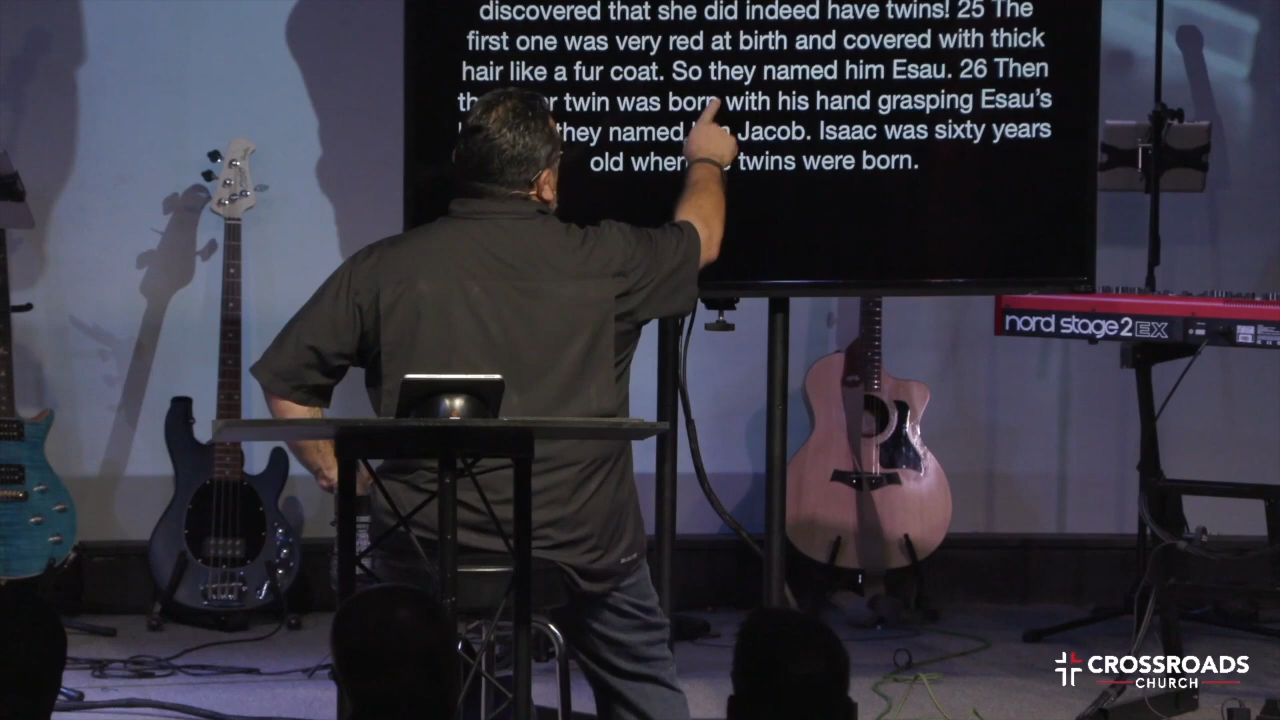 discovered that she did indeed have twins! 25 The
first one was very red at birth and covered with thick
hair like a fur coat. So they named him Esau. 26 Then
twin was born with his hand grasping Esau's
they named Jacob. Isaac was sixty years
old twins were born.
nord stage 2 EX
CROSSROADS
CHURCH